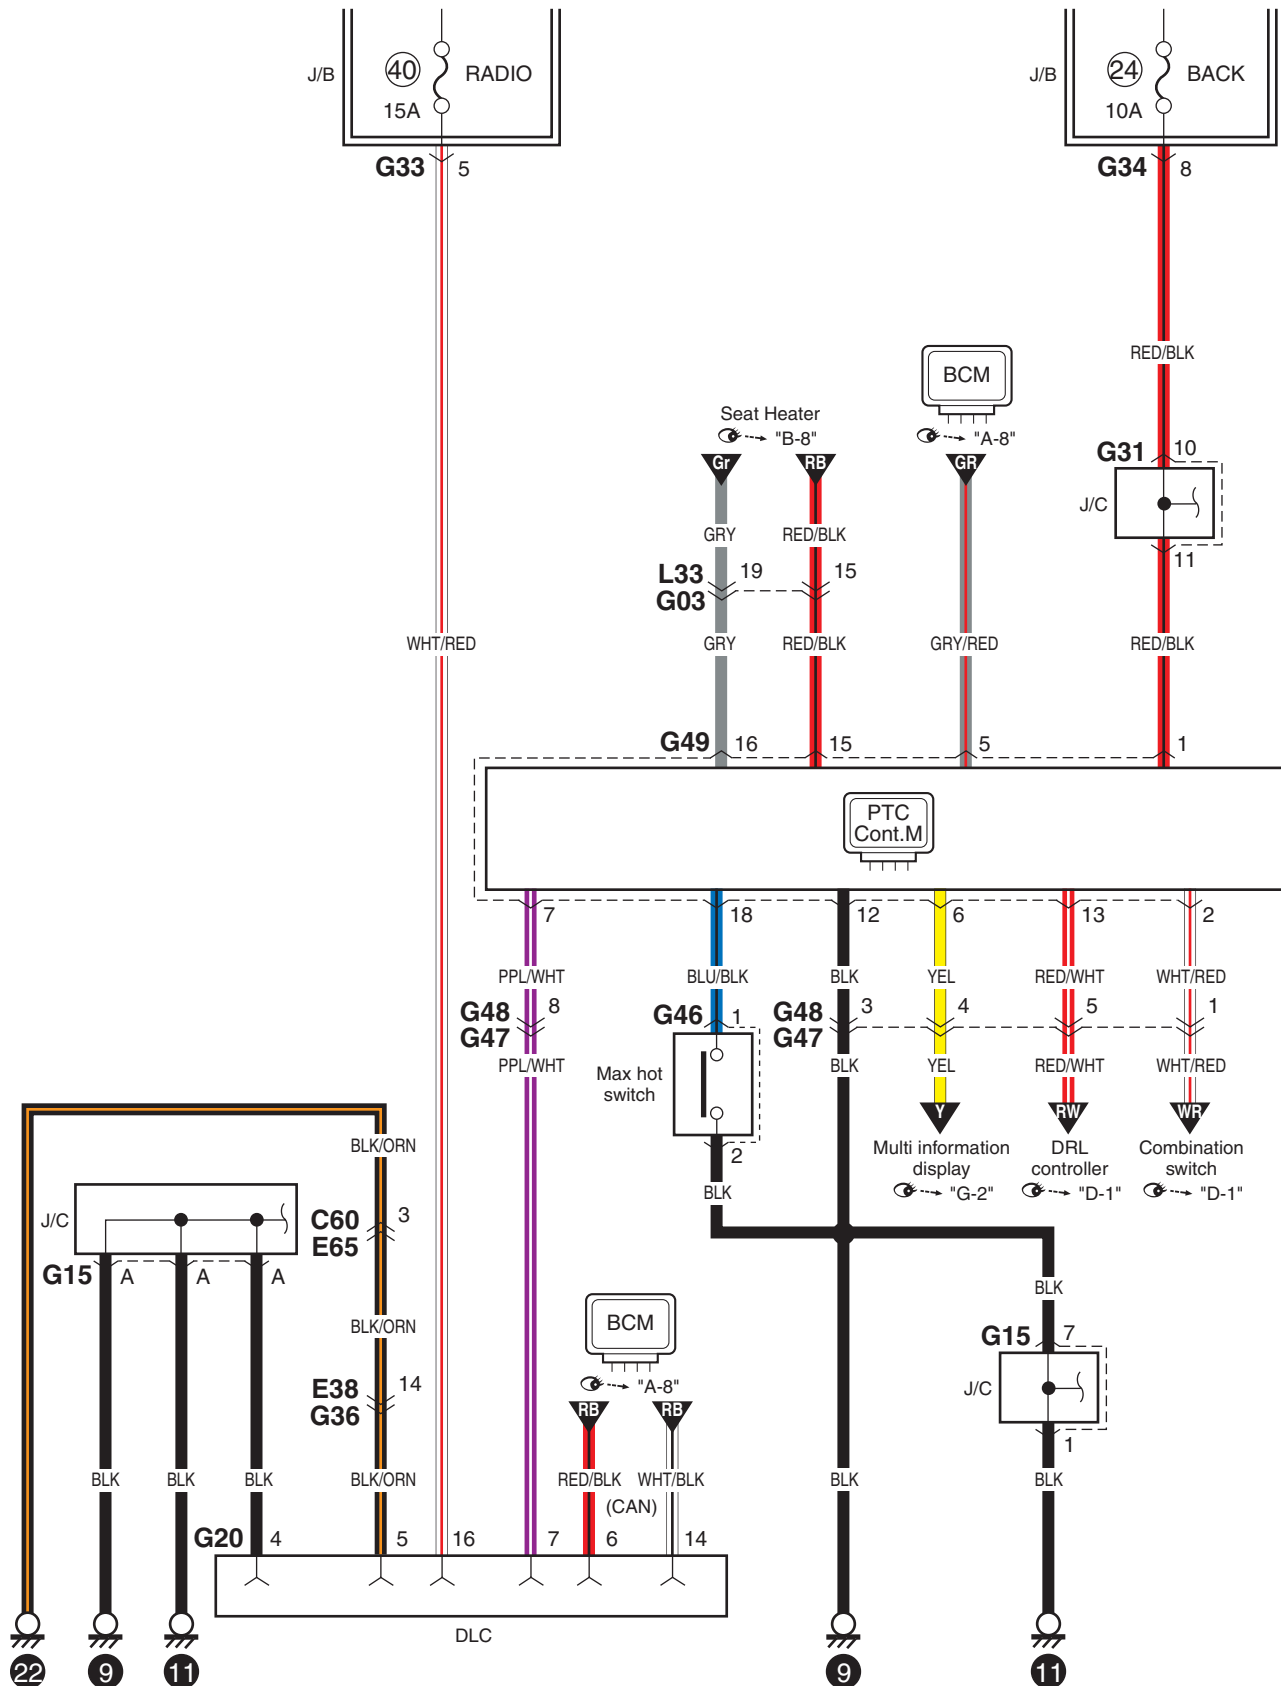 J/B 40 RADIO
15A
J/B 24 BACK
10A
G33 5
G34 8
RED/BLK
BCM
Seat Heater
"B-8"
"A-8"
Gr RB GR
G31 10
J/C
11
GRY RED/BLK
L33 19 15
G03
WHT/RED GRY RED/BLK GRY/RED RED/BLK
G49 16 15 5 1
PTC
Cont.M
7 18 12 6 13 2
PPL/WHT BLU/BLK BLK YEL RED/WHT WHT/RED
G48 8
G47
G46 1
G48 3 4 5 1
G47
PPL/WHT BLK YEL RED/WHT WHT/RED
Max hot
switch
2
BLK
Y RW WR
Multi information
display
"G-2"
DRL
controller
"D-1"
Combination
switch
"D-1"
BLK/ORN
J/C
C60 3
E65
G15 A A A
BLK/ORN
BLK
BCM
"A-8"
G15 7
J/C
1
E38 14
G36
RB RB
BLK BLK BLK BLK/ORN RED/BLK WHT/BLK BLK BLK
(CAN)
G20 4 5 16 7 6 14
DLC
22 9 11 9 11